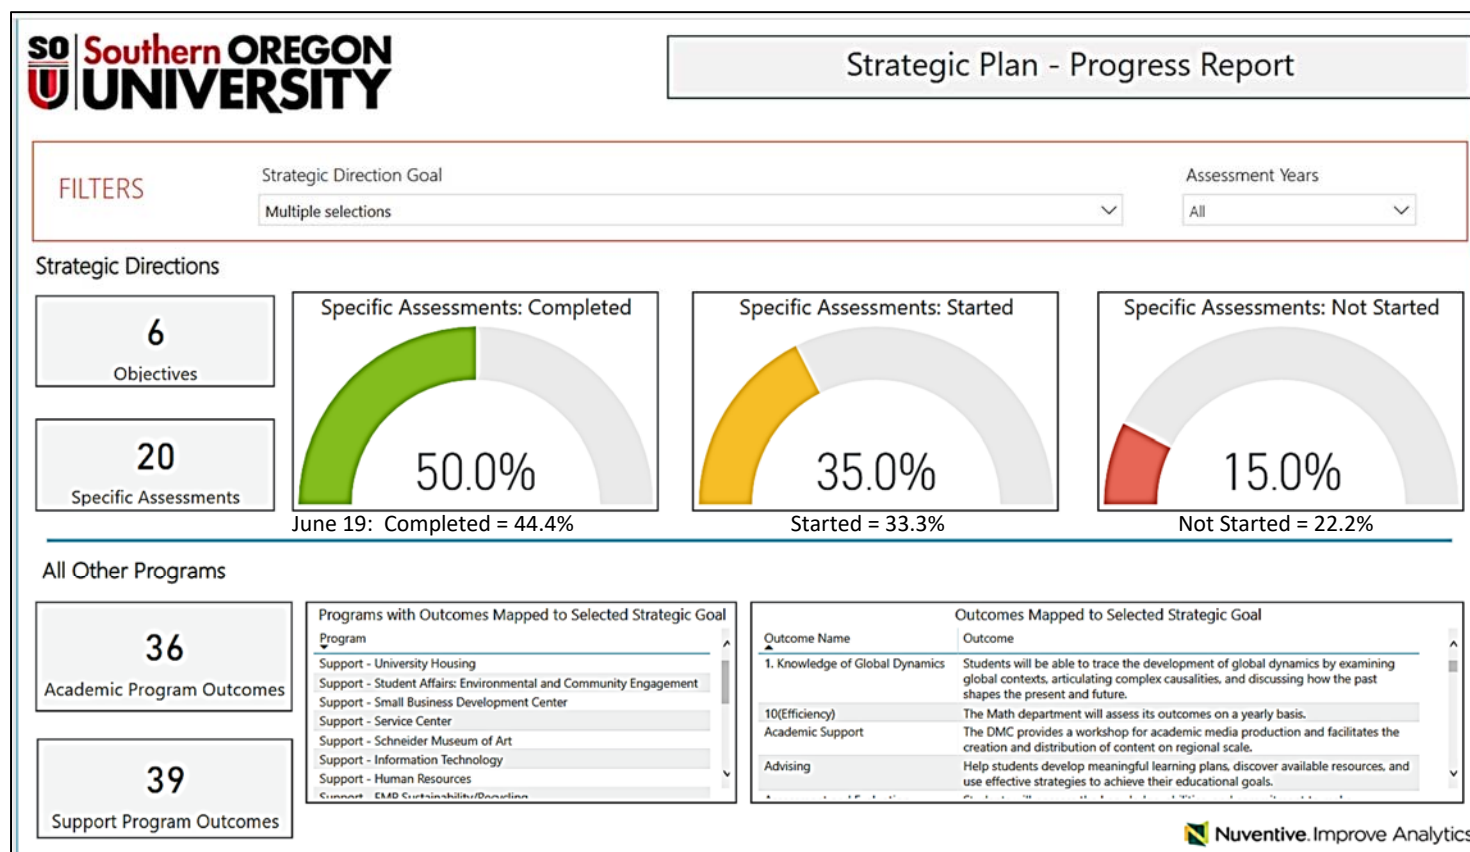 SO Southern OREGON
U UNIVERSITY
Strategic Plan - Progress Report
FILTERS
Strategic Direction Goal
Multiple selections
Assessment Years
All
Strategic Directions
6
Objectives
20
Specific Assessments
Specific Assessments: Completed
50.0%
June 19: Completed = 44.4%
Specific Assessments: Started
35.0%
Started = 33.3%
Specific Assessments: Not Started
15.0%
Not Started = 22.2%
All Other Programs
36
Academic Program Outcomes
39
Support Program Outcomes
Programs with Outcomes Mapped to Selected Strategic Goal
Program
Support - University Housing
Support - Student Affairs: Environmental and Community Engagement
Support - Small Business Development Center
Support - Service Center
Support - Schneider Museum of Art
Support - Information Technology
Support - Human Resources
Support - FMP Sustainability/Recycling
Outcomes Mapped to Selected Strategic Goal
Outcome Name Outcome
1. Knowledge of Global Dynamics Students will be able to trace the development of global dynamics by examining
global contexts, articulating complex causalities, and discussing how the past
shapes the present and future.
10(Efficiency) The Math department will assess its outcomes on a yearly basis.
Academic Support The DMC provides a workshop for academic media production and facilitates the
creation and distribution of content on regional scale.
Advising Help students develop meaningful learning plans, discover available resources, and
use effective strategies to achieve their educational goals.
Nuventive. Improve Analytics